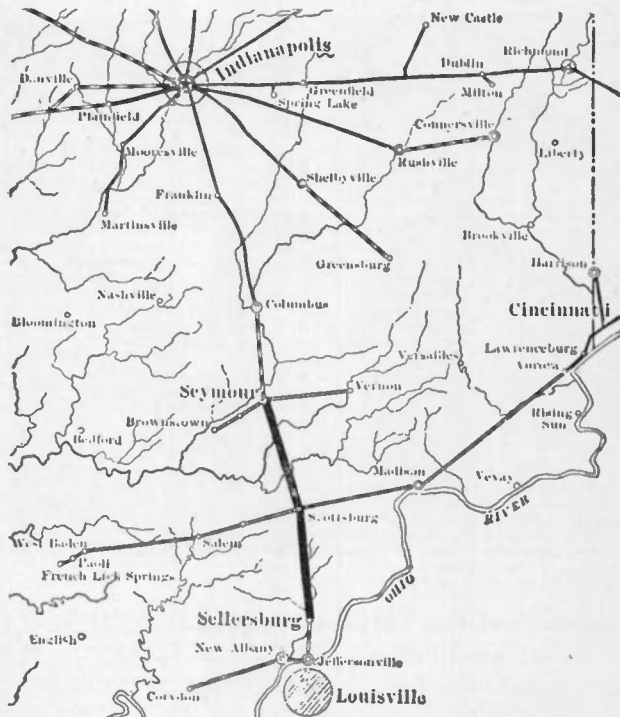 New Castle
Indianapolis
Richmond
Danville
Dublin
Greenfield
Spring Lake
Milton
Plainfield
Connersville
Mooresville
Rushville
Liberty
Shelbyville
Franklin
Martinsville
Brookville
Greensburg
Harrison
Nashville
Columbus
Cincinnati
Bloomington
Lawrenceburg
Versailles
Aurora
Seymour
Vernon
Brownstown
Rising
Sun
Bedford
Madison
Vevay
RIVER
Scottsburg
West Baden
Salem
Paoli
French Lick Springs
OHIO
Sellersburg
English
New Albany
Jeffersonville
Corydon
Louisville